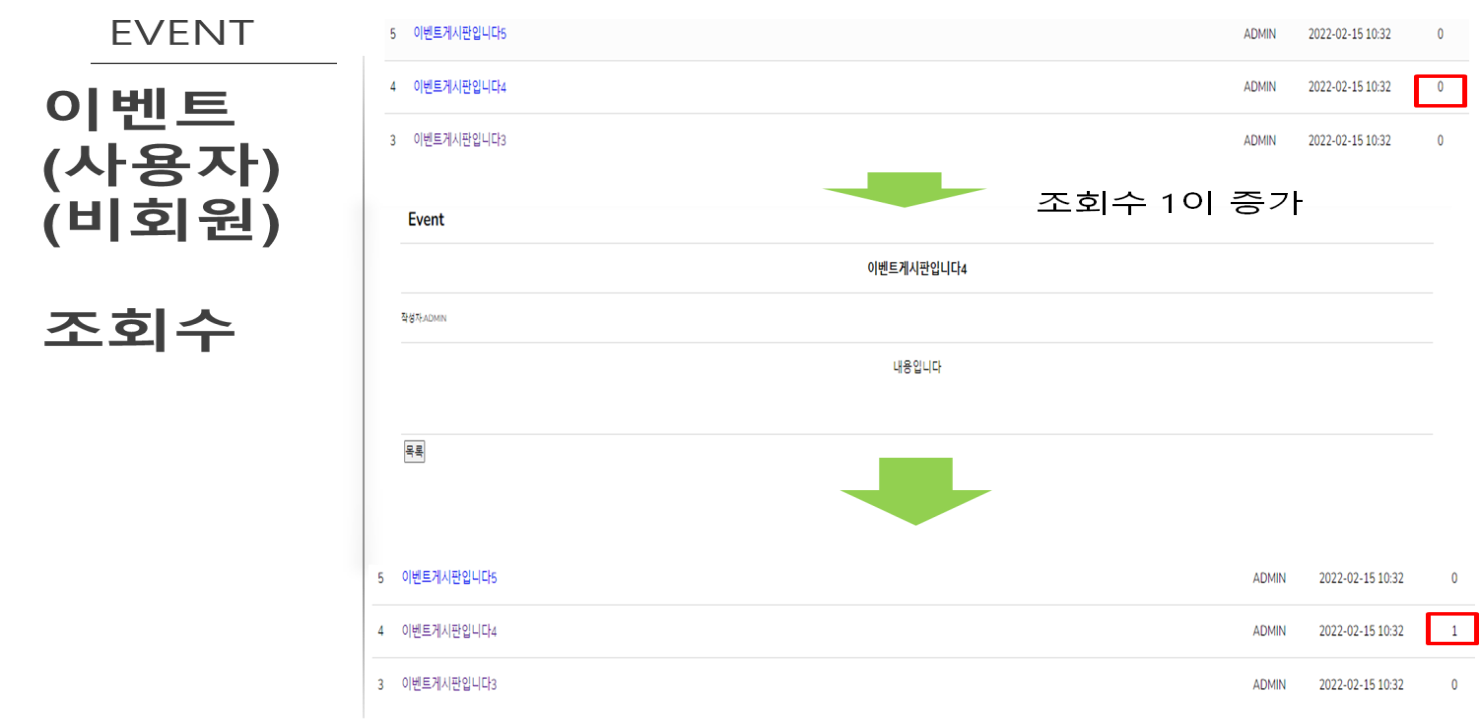 EVENT
이벤트
(사용자)
(비회원)
조회수
5 이벤트게시판입니다5 ADMIN 2022-02-15 10:32 0
4 이벤트게시판입니다4 ADMIN 2022-02-15 10:32 0
3 이벤트게시판입니다3 ADMIN 2022-02-15 10:32 0
조회수 1이 증가
Event
이벤트게시판입니다4
작성자:ADMIN
내용입니다
목록
5 이벤트게시판입니다5 ADMIN 2022-02-15 10:32 0
4 이벤트게시판입니다4 ADMIN 2022-02-15 10:32 1
3 이벤트게시판입니다3 ADMIN 2022-02-15 10:32 0